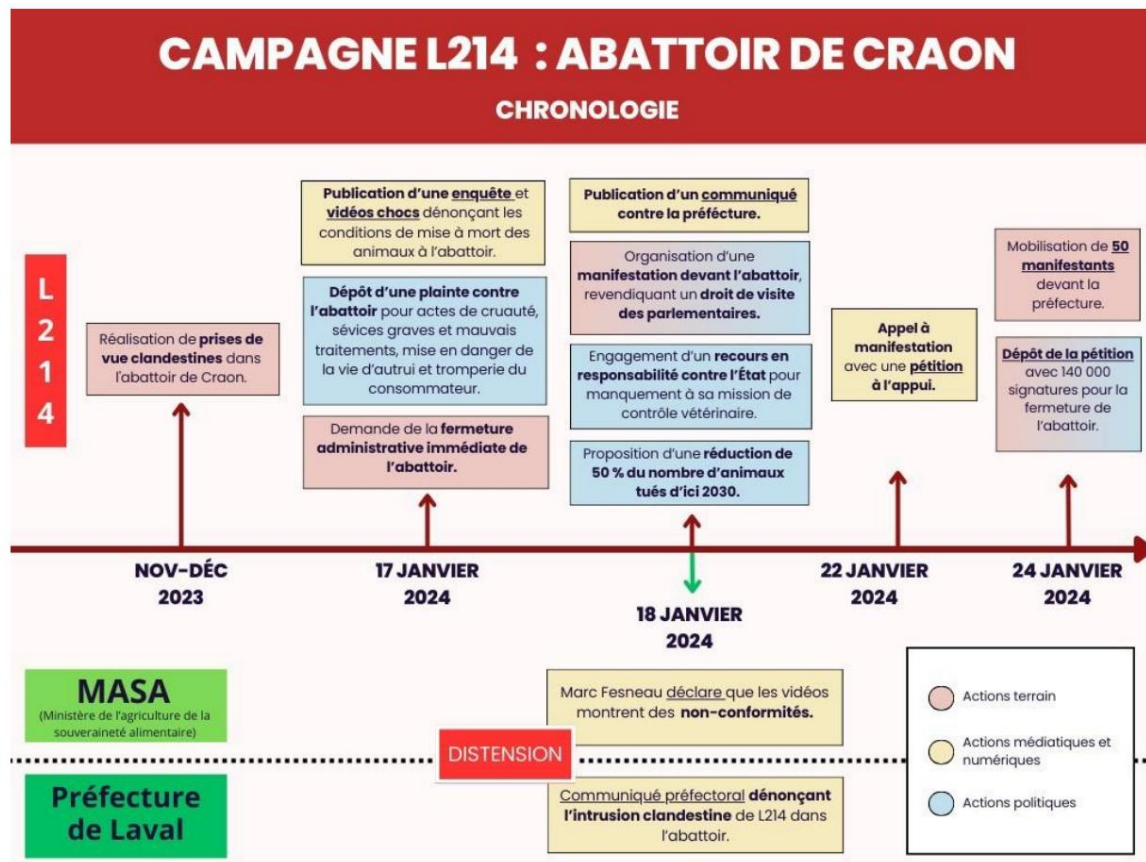 CAMPAGNE L214 : ABATTOIR DE CRAON
CHRONOLOGIE
L
2
1
4
Réalisation de prises de
vue clandestines dans
l'abattoir de Craon.
Publication d'une enquête et
vidéos chocs dénonçant les
conditions de mise à mort des
animaux à l'abattoir.
Dépôt d'une plainte contre
l'abattoir pour actes de cruauté,
sévices graves et mauvais
traitements, mise en danger de
la vie d'autrui et tromperie du
consommateur.
Demande de la fermeture
administrative immédiate de
l'abattoir.
Publication d'un communiqué
contre la préfécture.
Organisation d'une
manifestation devant l'abattoir,
revendiquant un droit de visite
des parlementaires.
Engagement d'un recours en
responsabilité contre l'État pour
manquement à sa mission de
contrôle vétérinaire.
Proposition d'une réduction de
50 % du nombre d'animaux
tués d'ici 2030.
Appel à
manifestation
avec une pétition
à l'appui.
Mobilisation de 50
manifestants
devant la
préfecture.
Dépôt de la pétition
avec 140 000
signatures pour la
fermeture de
l'abattoir.
NOV-DÉC
2023
17 JANVIER
2024
18 JANVIER
2024
22 JANVIER
2024
24 JANVIER
2024
MASA
(Ministère de l'agriculture de la
souveraineté alimentaire)
Marc Fesneau déclare que les vidéos
montrent des non-conformités.
DISTENSION
Préfecture
de Laval
Communiqué préfectoral dénonçant
l'intrusion clandestine de L214 dans
l'abattoir.
Actions terrain
Actions médiatiques et
numériques
Actions politiques